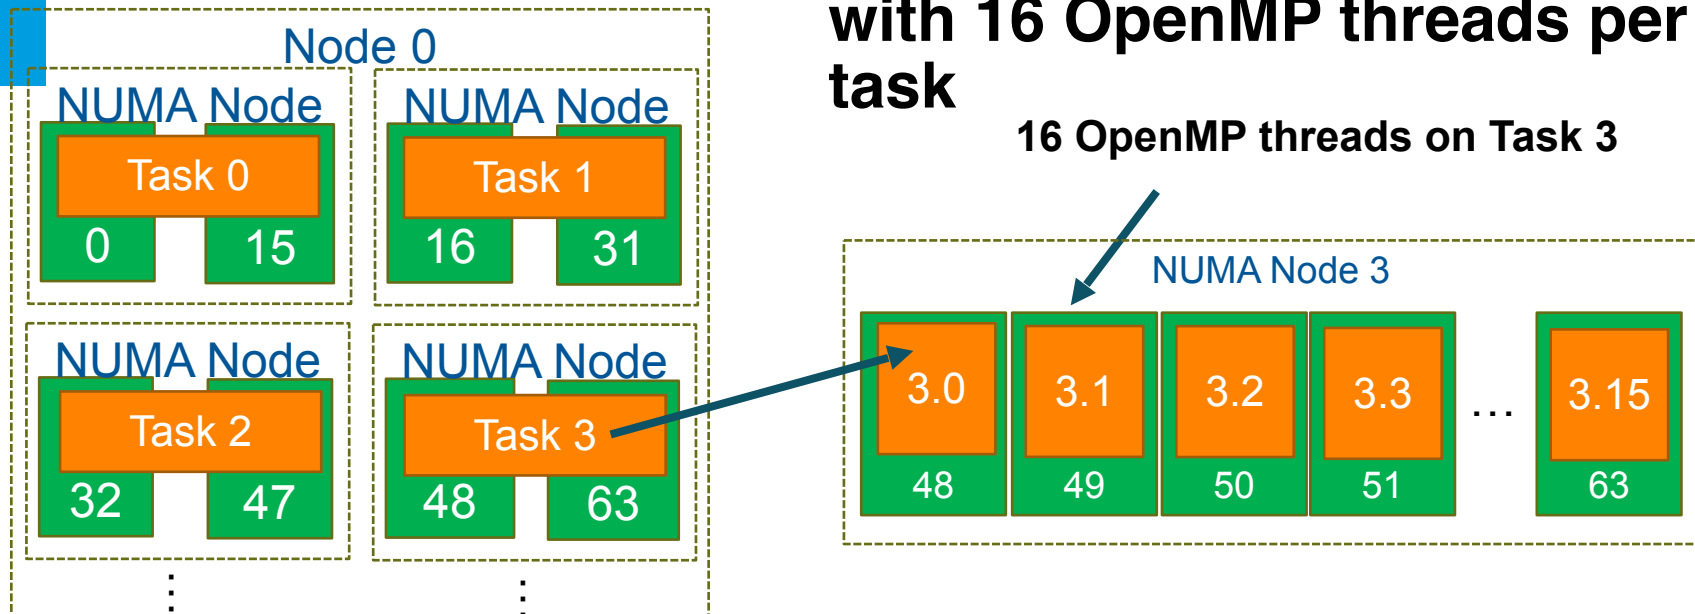 with 16 OpenMP threads per
task
Node 0
NUMA Node
NUMA Node
Task 0
Task 1
0
15
16
31
NUMA Node
NUMA Node
Task 2
Task 3
32
47
48
63
⋮
⋮
16 OpenMP threads on Task 3
NUMA Node 3
3.0
3.1
3.2
3.3
…
3.15
48
49
50
51
63